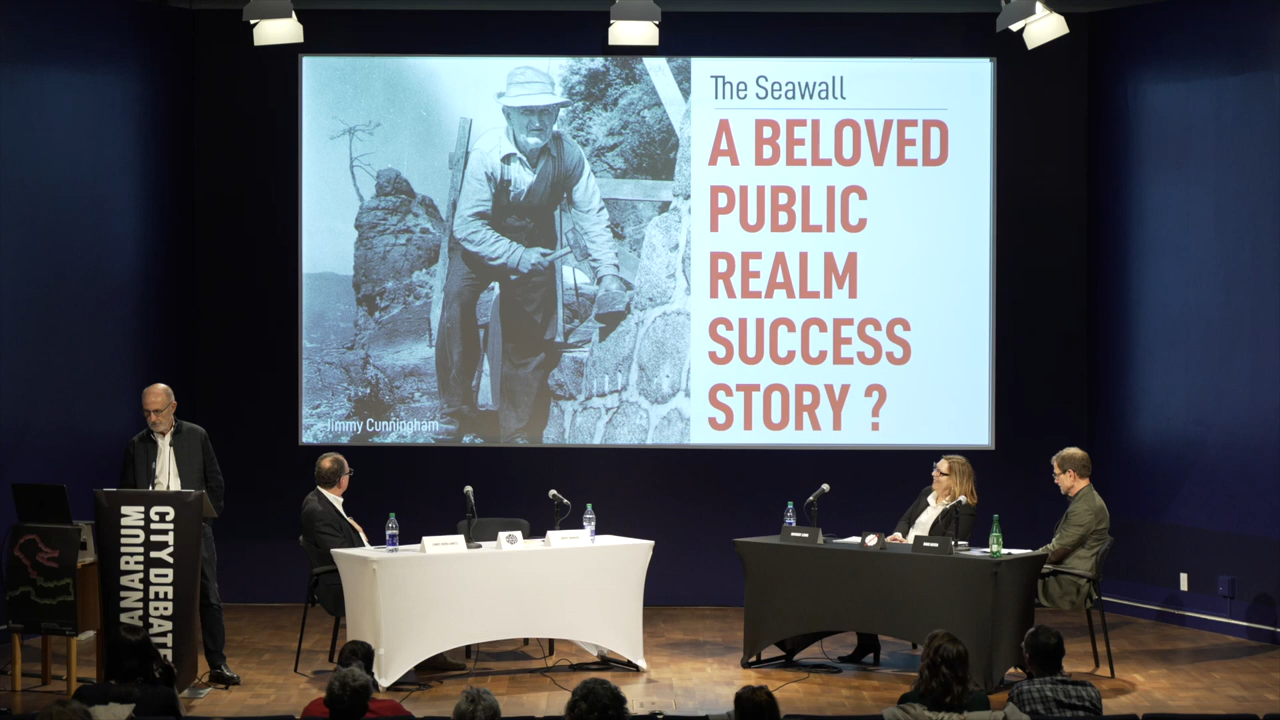 The Seawall
A BELOVED
PUBLIC
REALM
SUCCESS
STORY ?
Jimmy Cunningham
CITY DEBATE
ANARIUM